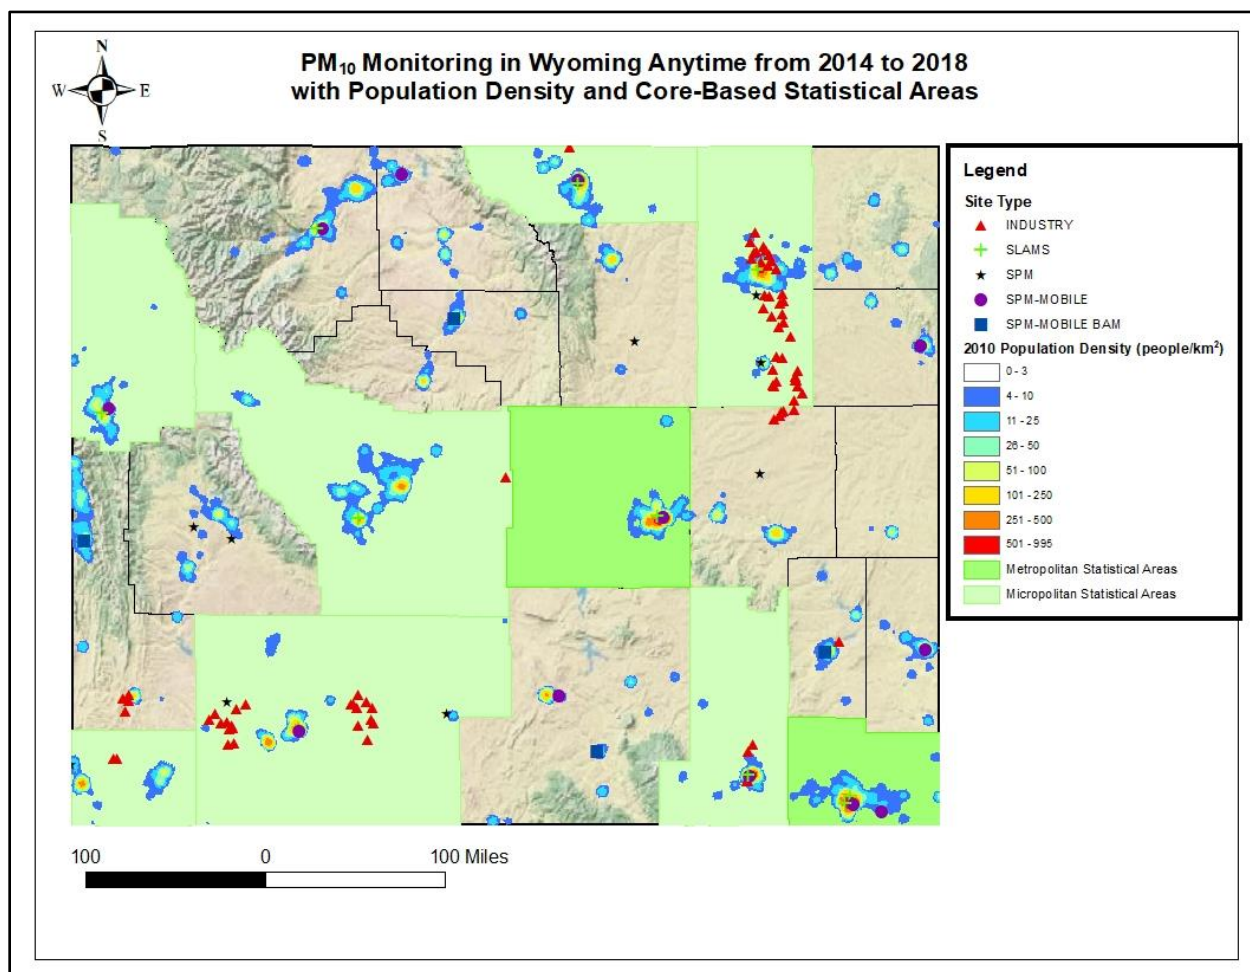 N
W E
S
PM₁₀ Monitoring in Wyoming Anytime from 2014 to 2018
with Population Density and Core-Based Statistical Areas
Legend
Site Type
INDUSTRY
SLAMS
SPM
SPM-MOBILE
SPM-MOBILE BAM
2010 Population Density (people/km²)
0 - 3
4 - 10
11 - 25
26 - 50
51 - 100
101 - 250
251 - 500
501 - 995
Metropolitan Statistical Areas
Micropolitan Statistical Areas
100 0 100 Miles